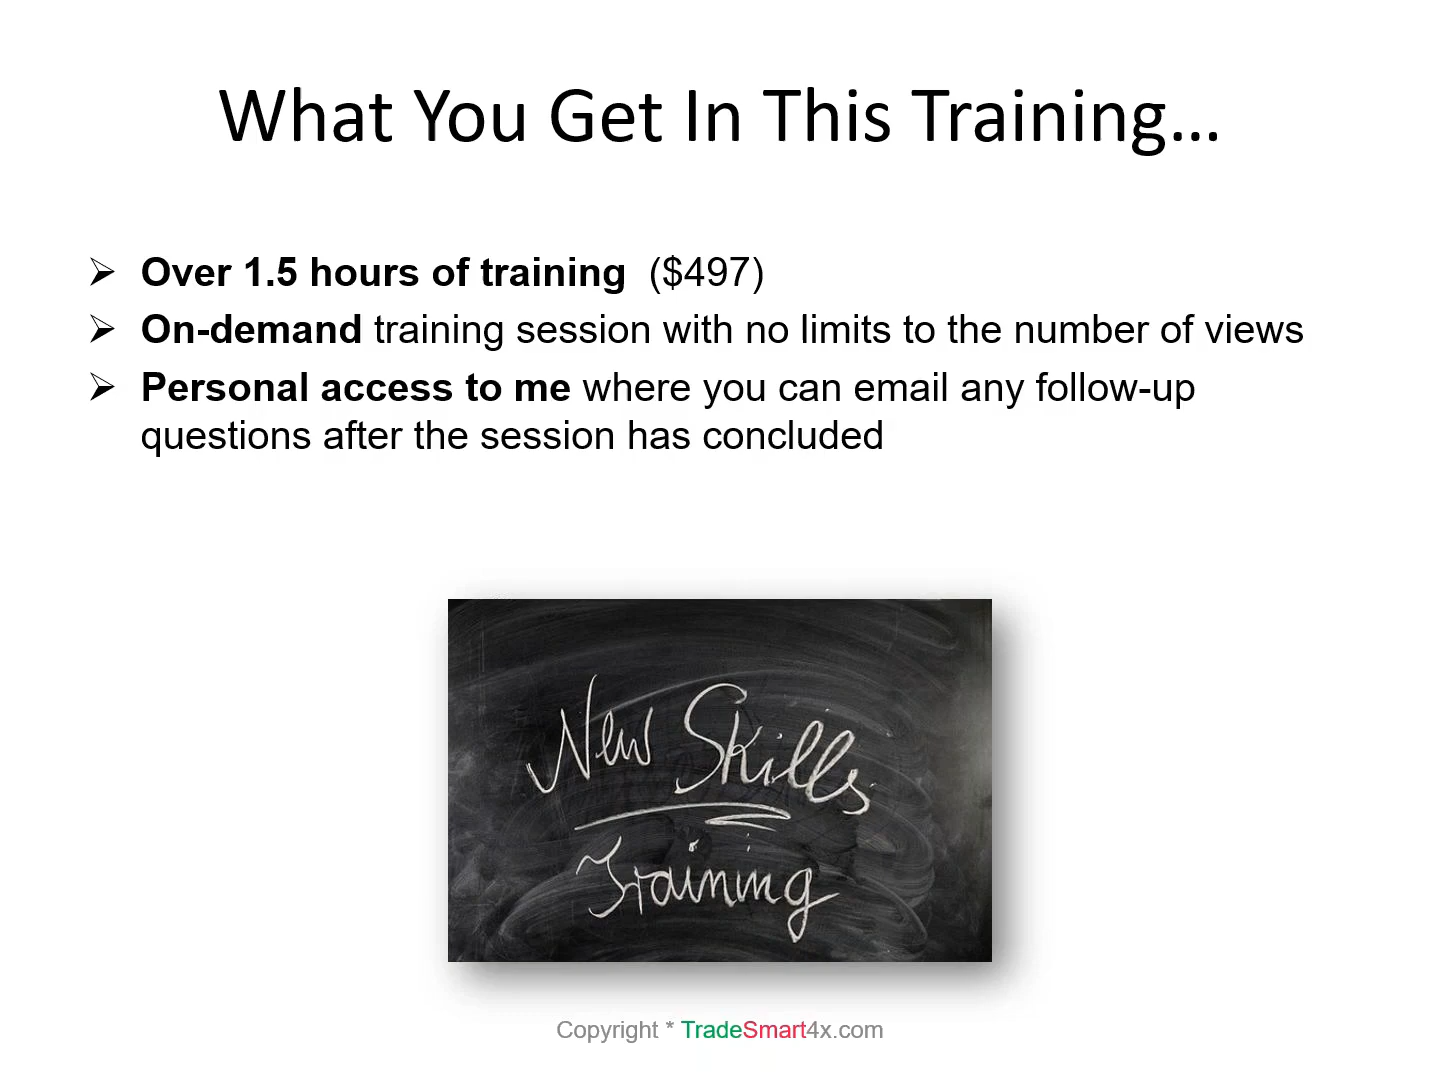 What You Get In This Training…
➢ Over 1.5 hours of training ($497)
➢ On-demand training session with no limits to the number of views
➢ Personal access to me where you can email any follow-up
questions after the session has concluded
New Skills
Training
Copyright * TradeSmart4x.com